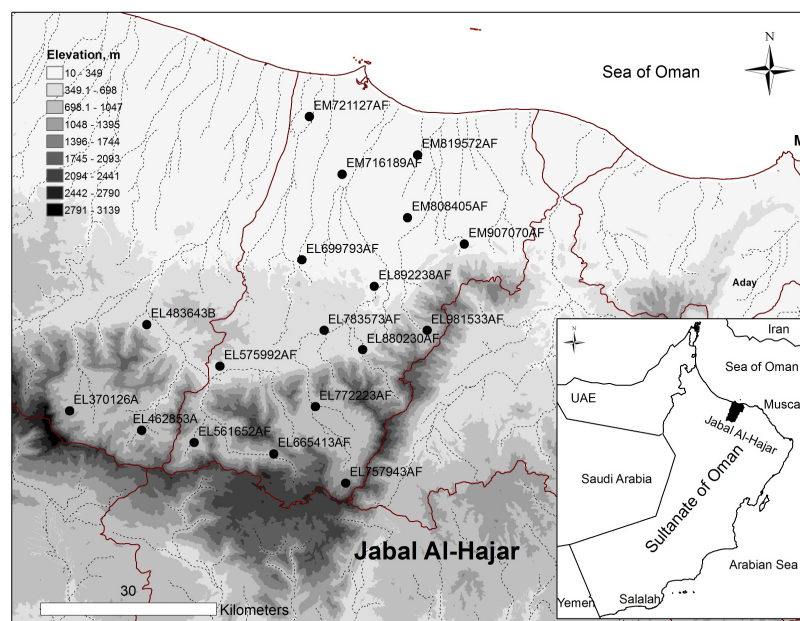 N
Sea of Oman
Elevation, m
10 - 349
349.1 - 698
698.1 - 1047
1048 - 1395
1396 - 1744
1745 - 2093
2094 - 2441
2442 - 2790
2791 - 3139
EM721127AF
EM819572AF
M
EM716189AF
EM808405AF
EM907070AF
EL699793AF
EL892238AF
Aday
EL483643B
EL783573AF
EL981533AF
EL880230AF
EL575992AF
EL370126A
EL772223AF
EL462853A
EL561652AF
EL665413AF
EL757943AF
Jabal Al-Hajar
30
Kilometers
N
Iran
Sea of Oman
UAE
Musca
Jabal Al-Hajar
Saudi Arabia
Sultanate of Oman
Arabian Sea
Yemen
Salalah